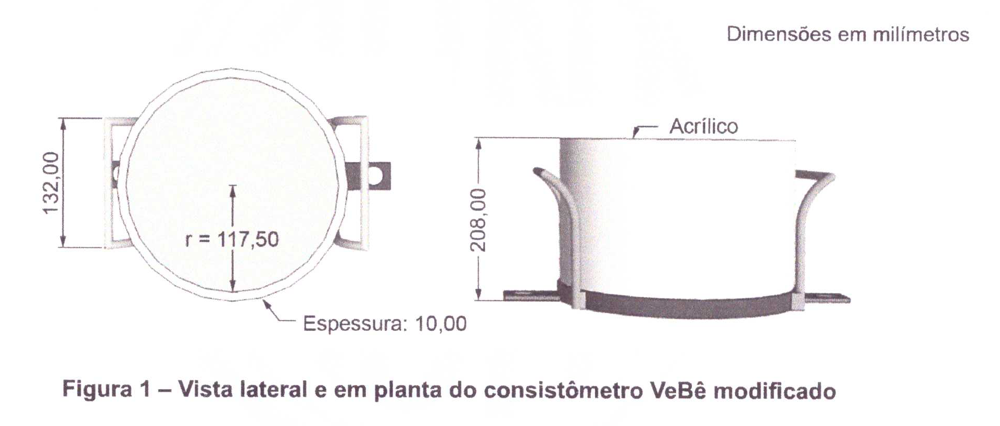 Dimensões em milímetros
Acrílico
132,00
208,00
r = 117,50
Espessura: 10,00
Figura 1 – Vista lateral e em planta do consistômetro VeBê modificado